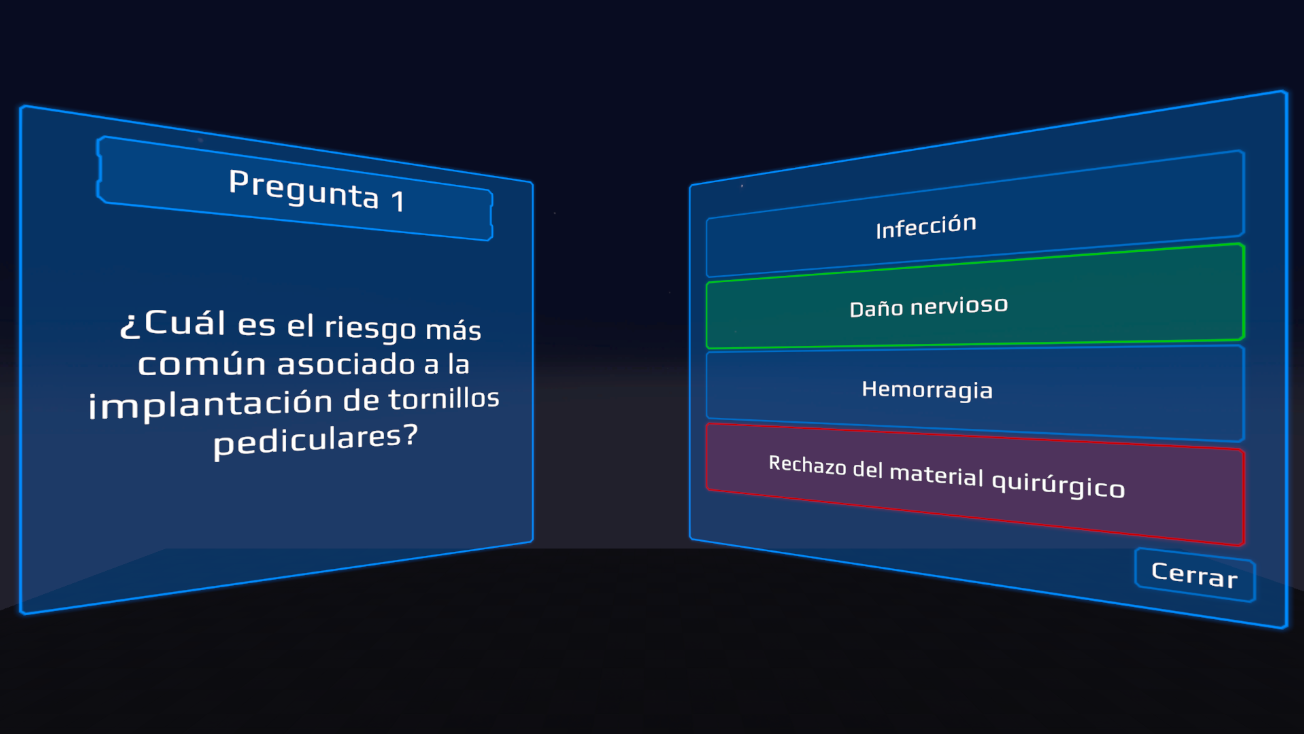 Pregunta 1
¿Cuál es el riesgo más
común asociado a la
implantación de tornillos
pediculares?
Infección
Daño nervioso
Hemorragia
Rechazo del material quirúrgico
Cerrar